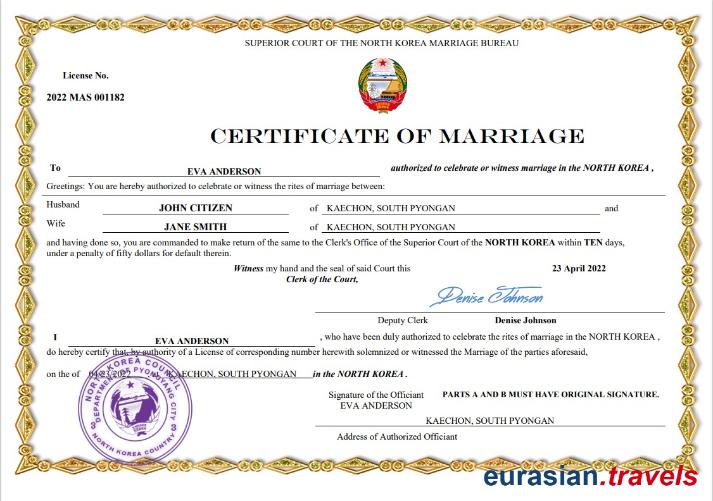 SUPERIOR COURT OF THE NORTH KOREA MARRIAGE BUREAU
License No.
2022 MAS 001182
CERTIFICATE OF MARRIAGE
To EVA ANDERSON authorized to celebrate or witness marriage in the NORTH KOREA ,
Greetings: You are hereby authorized to celebrate or witness the rites of marriage between:
Husband JOHN CITIZEN of KAECHON, SOUTH PYONGAN and
Wife JANE SMITH of KAECHON, SOUTH PYONGAN
and having done so, you are commanded to make return of the same to the Clerk's Office of the Superior Court of the NORTH KOREA within TEN days,
under a penalty of fifty dollars for default therein.
Witness my hand and the seal of said Court this 23 April 2022
Clerk of the Court,
Denise Johnson
Deputy Clerk Denise Johnson
I EVA ANDERSON , who have been duly authorized to celebrate the rites of marriage in the NORTH KOREA ,
do hereby certify that, by authority of a License of corresponding number herewith solemnized or witnessed the Marriage of the parties aforesaid,
on the of 04/23/2022 at KAECHON, SOUTH PYONGAN in the NORTH KOREA .
NORTH KOREA COUNCIL
DEPARTMENT PYONGYANG CITY
NORTH KOREA COUNTRY
Signature of the Officiant PARTS A AND B MUST HAVE ORIGINAL SIGNATURE.
EVA ANDERSON
KAECHON, SOUTH PYONGAN
Address of Authorized Officiant
eurasian.travels